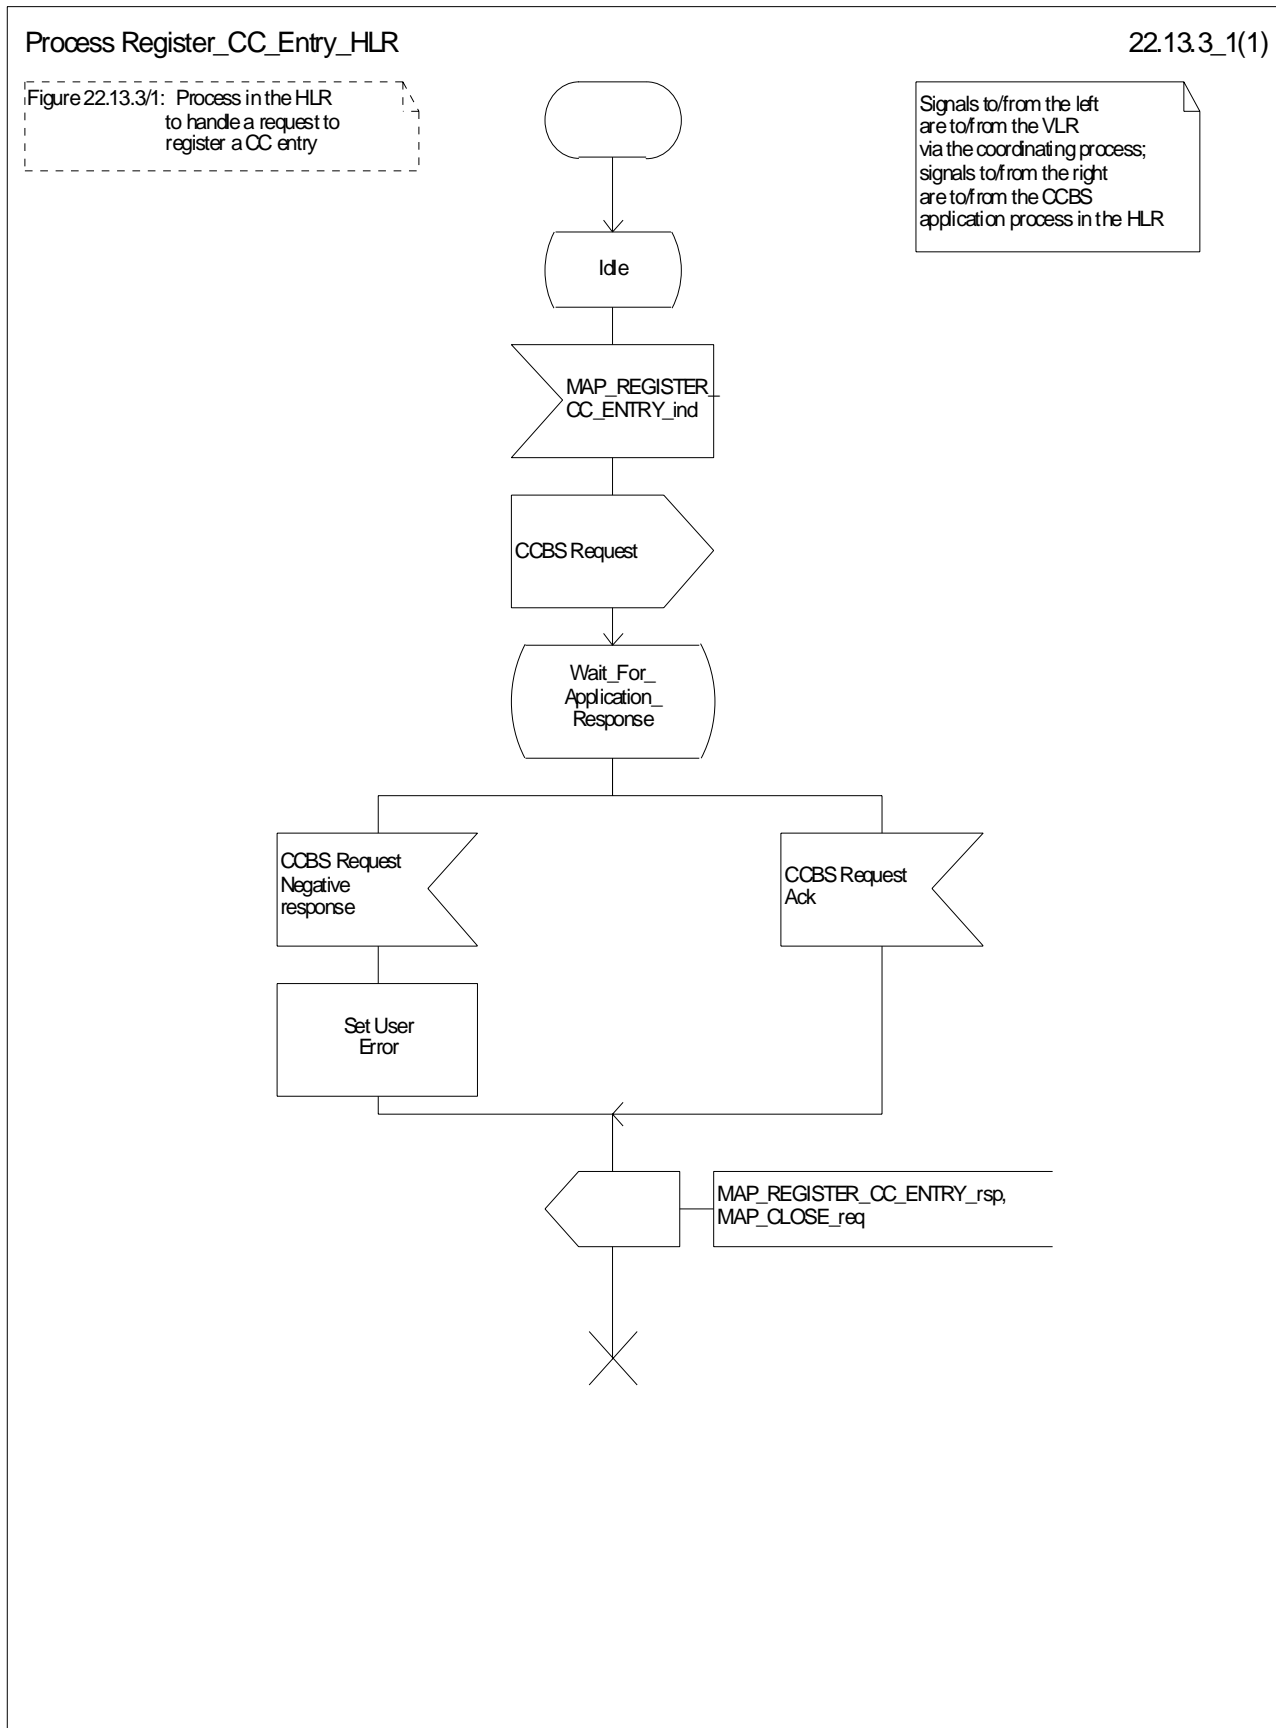 Process Register_CC_Entry_HLR
22.13.3_1(1)
Figure 22.13.3/1: Process in the HLR
to handle a request to
register a CC entry
Signals to/from the left
are to/from the VLR
via the coordinating process;
signals to/from the right
are to/from the CCBS
application process in the HLR
Idle
MAP_REGISTER_
CC_ENTRY_ind
CCBS Request
Wait_For_
Application_
Response
CCBS Request
Negative
response
CCBS Request
Ack
Set User
Error
MAP_REGISTER_CC_ENTRY_rsp,
MAP_CLOSE_req